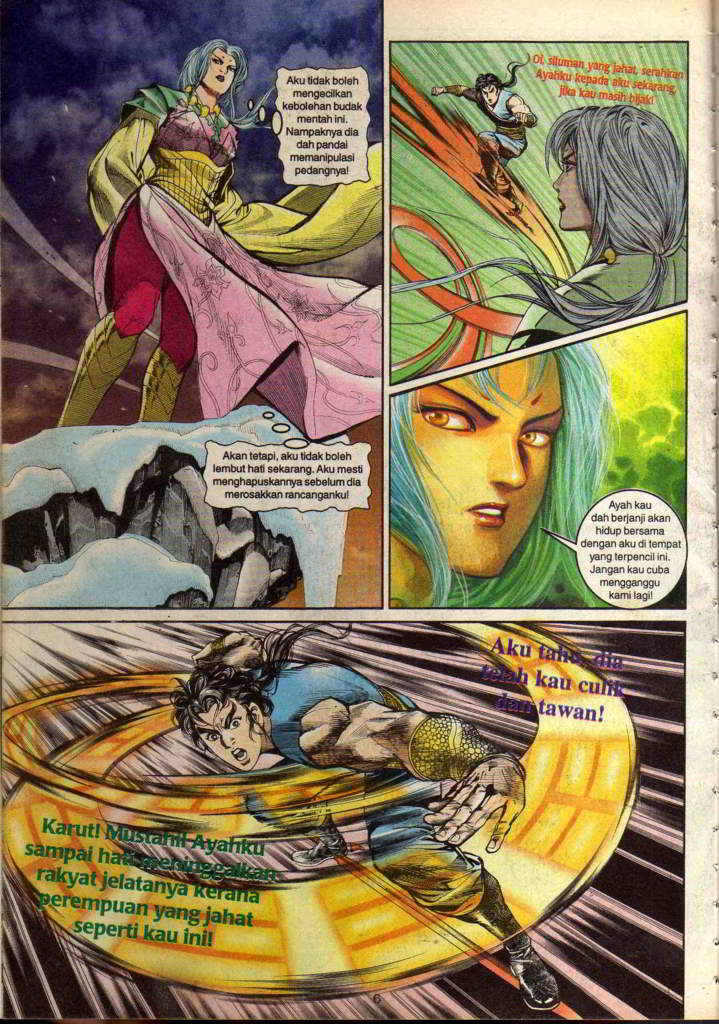 Aku tidak boleh
mengecilkan
kebolehan budak
mentah ini.
Nampaknya dia
dah pandai
memanipulasi
pedangnya!
Akan tetapi, aku tidak boleh
lembut hati sekarang. Aku mesti
menghapuskannya sebelum dia
merosakkan rancanganku!
Oi, siluman yang jahat, serahkan
Ayahku kepada aku sekarang,
jika kau masih bijak!
Ayah kau
dah berjanji akan
hidup bersama
dengan aku di tempat
yang terpencil ini.
Jangan kau cuba
mengganggu
kami lagi!
Aku tahu, dia
telah kau culik
dan tawan!
Karut! Mustahil Ayahku
sampai hati meninggalkan
rakyat jelatanya kerana
perempuan yang jahat
seperti kau ini!
6